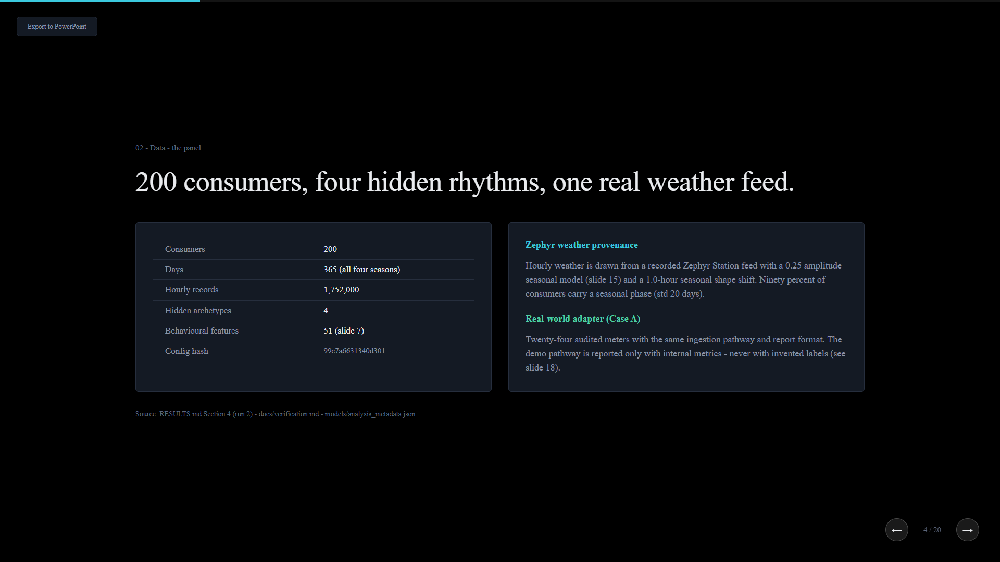 Export to PowerPoint
02 - Data - the panel
200 consumers, four hidden rhythms, one real weather feed.
Consumers 200
Days 365 (all four seasons)
Hourly records 1,752,000
Hidden archetypes 4
Behavioural features 51 (slide 7)
Config hash 99c7a6631340d301
Zephyr weather provenance
Hourly weather is drawn from a recorded Zephyr Station feed with a 0.25 amplitude
seasonal model (slide 15) and a 1.0-hour seasonal shape shift. Ninety percent of
consumers carry a seasonal phase (std 20 days).
Real-world adapter (Case A)
Twenty-four audited meters with the same ingestion pathway and report format. The
demo pathway is reported only with internal metrics - never with invented labels (see
slide 18).
Source: RESULTS.md Section 4 (run 2) - docs/verification.md - models/analysis_metadata.json
← 4 / 20 →